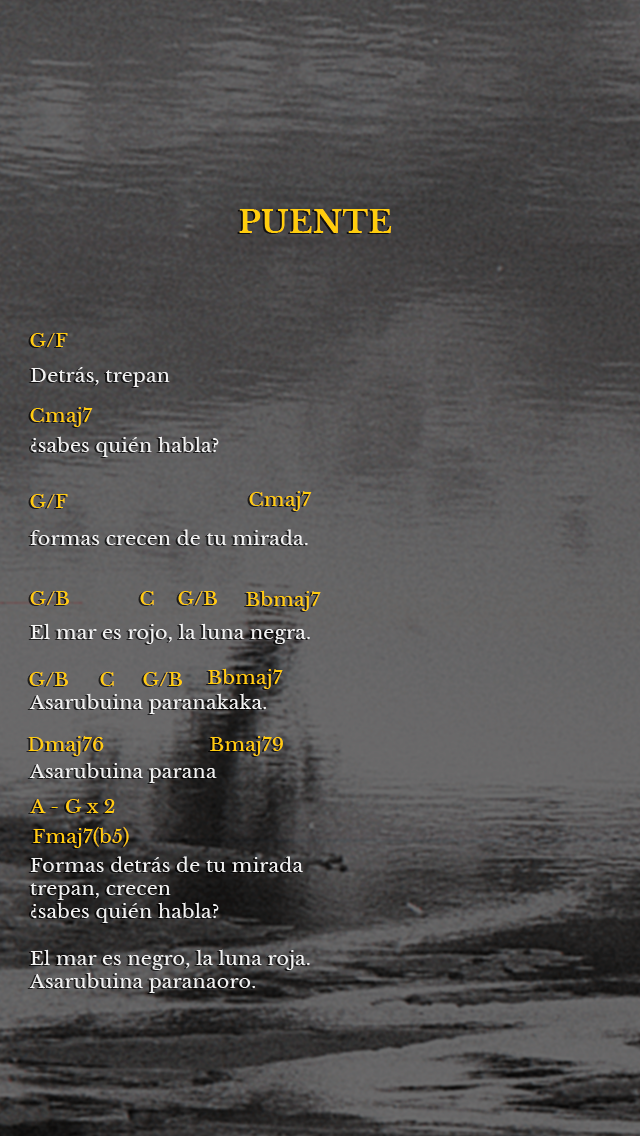 PUENTE
G/F
Detrás, trepan
Cmaj7
¿sabes quién habla?
G/F Cmaj7
formas crecen de tu mirada.
G/B C G/B Bbmaj7
El mar es rojo, la luna negra.
G/B C G/B Bbmaj7
Asarubuina paranakaka.
Dmaj76 Bmaj79
Asarubuina parana
A - G x 2
Fmaj7(b5)
Formas detrás de tu mirada
trepan, crecen
¿sabes quién habla?
El mar es negro, la luna roja.
Asarubuina paranaoro.